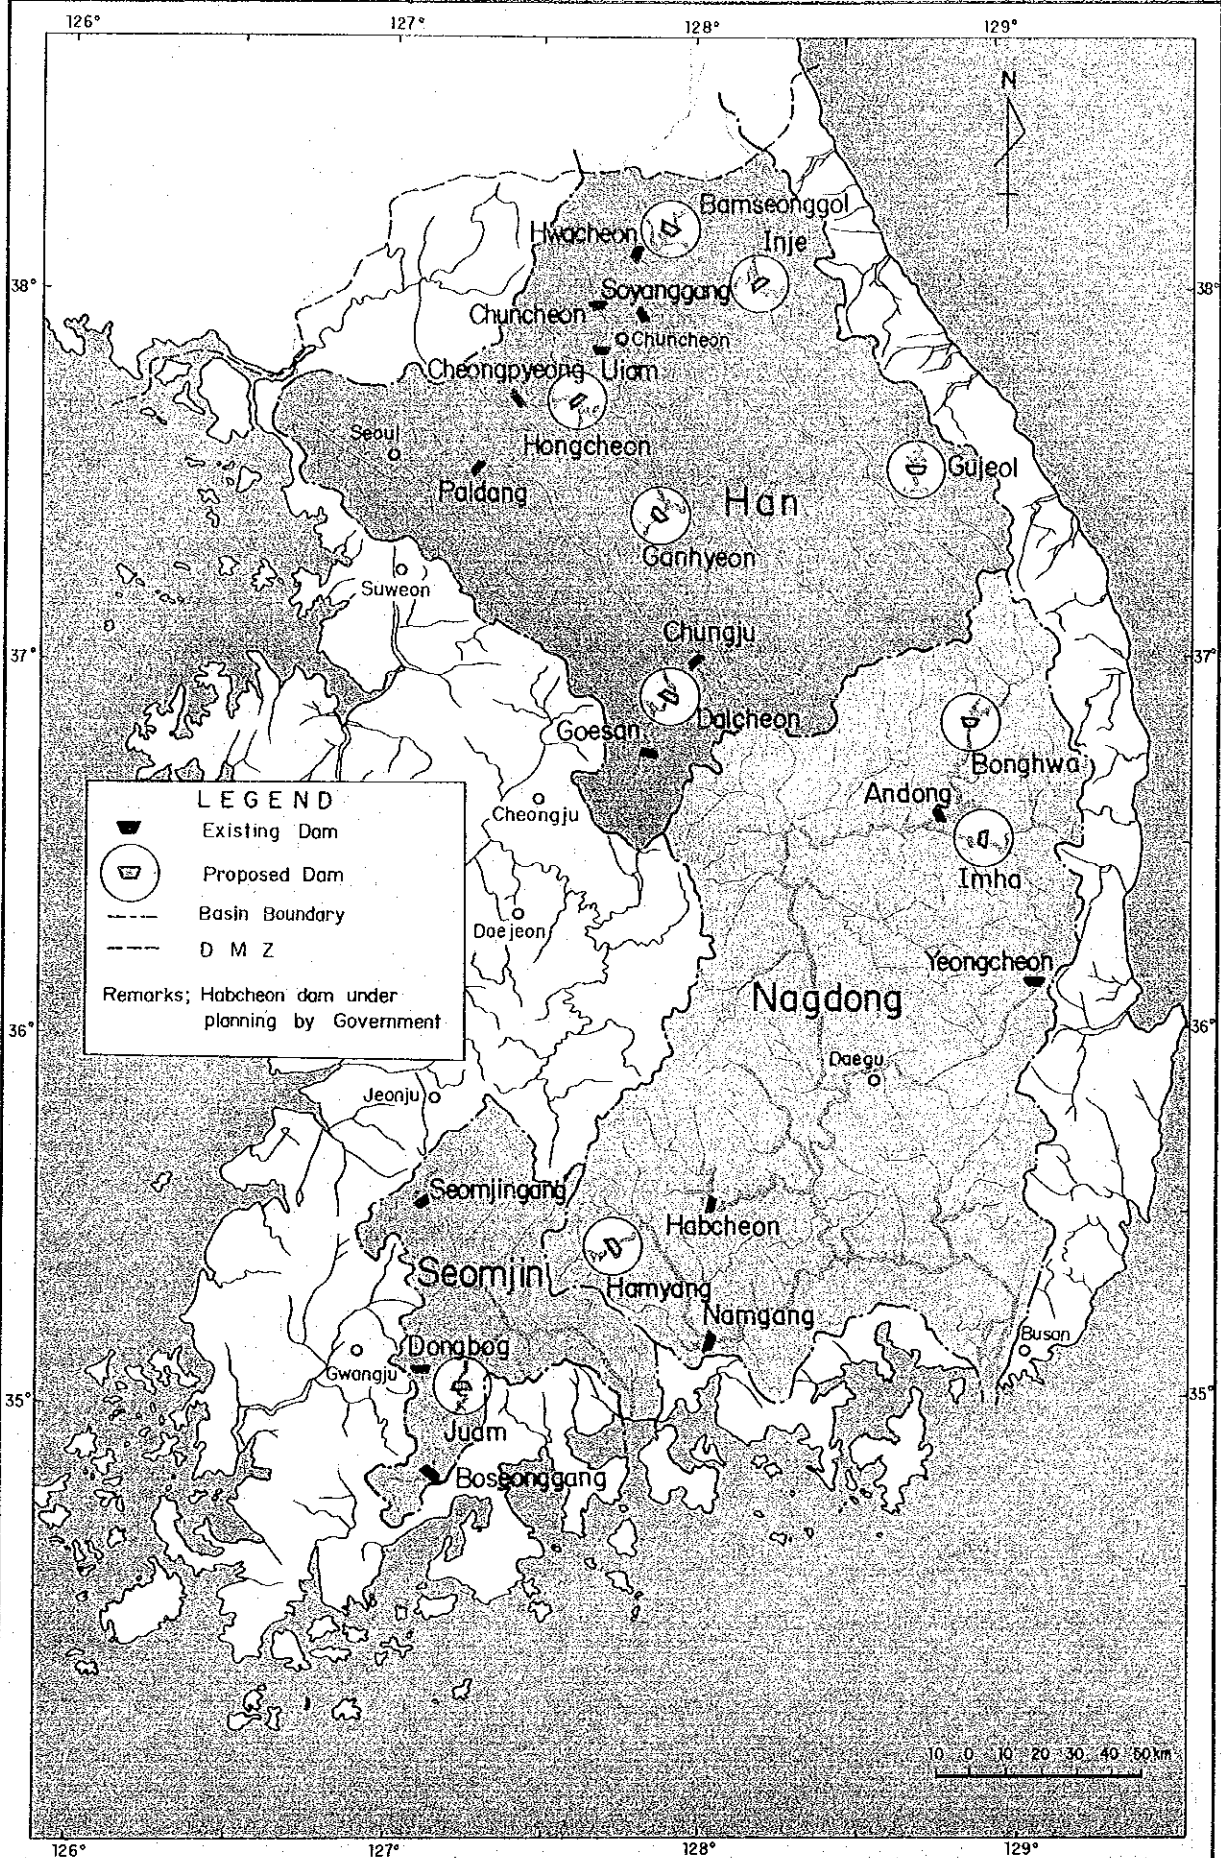 126°
127°
128°
129°
N
Bamseonggol
Hwacheon
Inje
38°
38°
Soyanggang
Chuncheon
Chuncheon
Cheongpyeong
Uiam
Seoul
Hongcheon
Gujeol
Paldang
Han
Ganhyeon
Suweon
Chungju
37°
37°
Dalcheon
Goesan
Bonghwa
Andong
LEGEND
Existing Dam
Proposed Dam
Basin Boundary
D M Z
Remarks; Habcheon dam under
planning by Government
Cheongju
Imha
Daejeon
Yeongcheon
Nagdong
36°
36°
Daegu
Jeonju
Seomjingang
Habcheon
Seomjin
Hamyang
Namgang
Busan
Dongbog
Gwangju
35°
35°
Juam
Boseonggang
10 0 10 20 30 40 50km
126°
127°
128°
129°